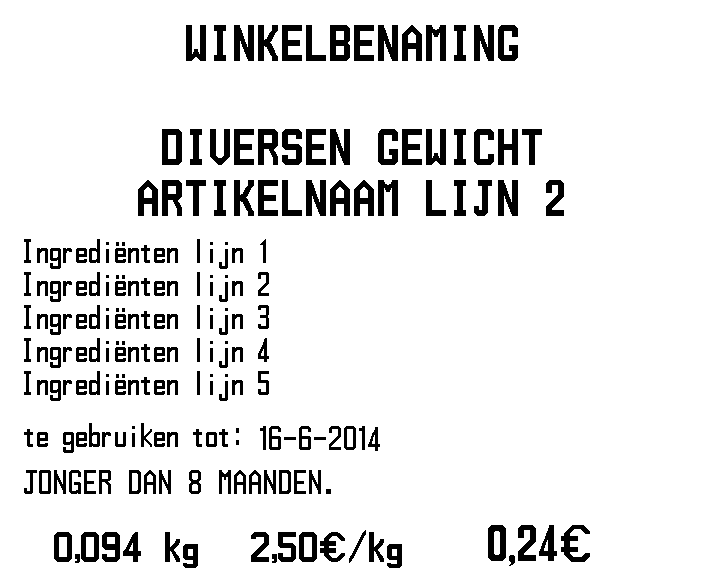 WINKELBENAMING
DIVERSEN GEWICHT
ARTIKELNAAM LIJN 2
Ingrediënten lijn 1
Ingrediënten lijn 2
Ingrediënten lijn 3
Ingrediënten lijn 4
Ingrediënten lijn 5
te gebruiken tot: 16-6-2014
JONGER DAN 8 MAANDEN.
0,094 kg 2,50€/kg 0,24€